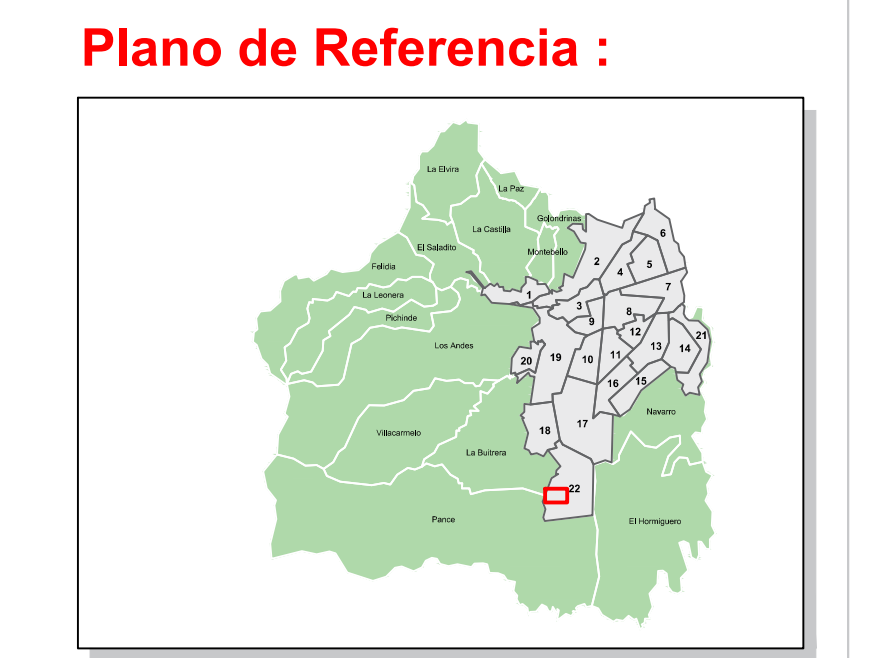 Plano de Referencia :
La Elvira
La Paz
Golondrinas
La Castilla
6
El Saladito
Montebello
2
5
4
Felidia
7
La Leonera
1
3
8
Pichinde
9
12
21
Los Andes
13
14
20
19
10
11
16
15
Navarro
17
18
Villacarmelo
La Buitrera
22
Pance
El Hormiguero